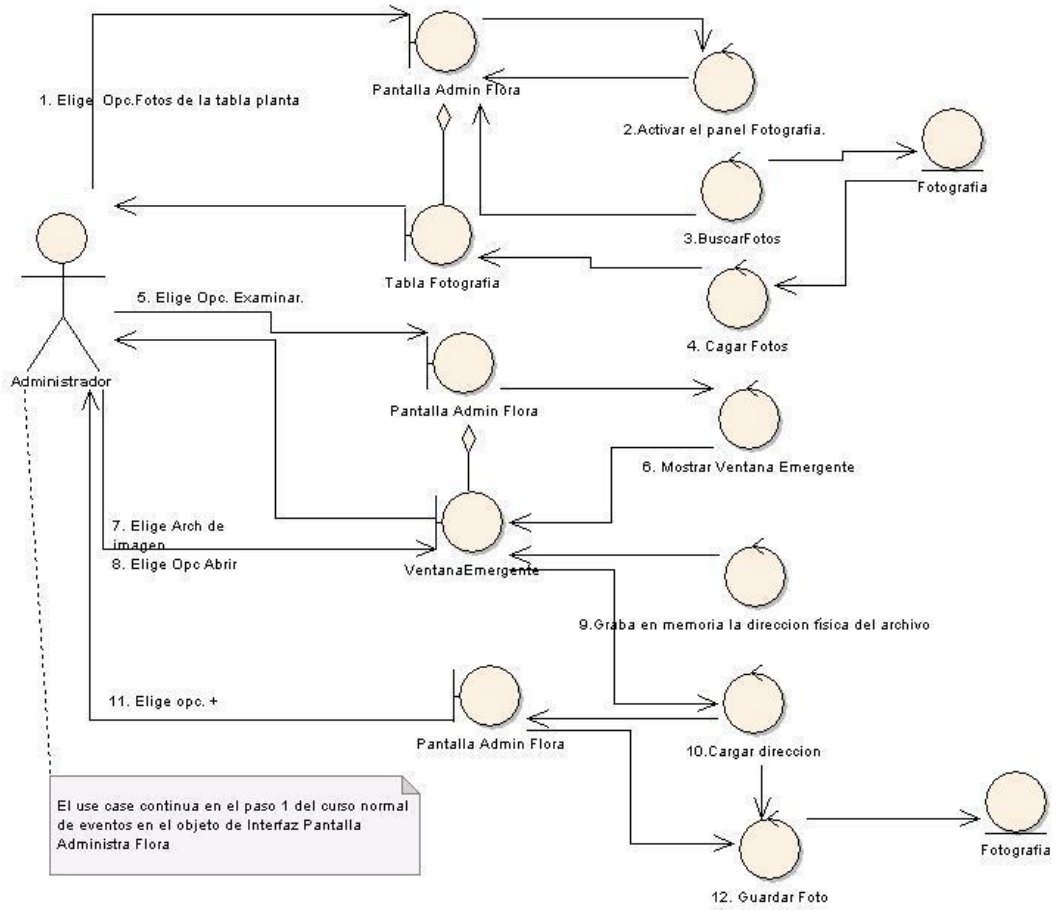 1. Elige Opc.Fotos de la tabla planta
Pantalla Admin Flora
2.Activar el panel Fotografia.
Fotografia
3.BuscarFotos
Tabla Fotografia
5. Elige Opc. Examinar.
4. Cagar Fotos
Administrador
Pantalla Admin Flora
6. Mostrar Ventana Emergente
7. Elige Arch de
imagen
8. Elige Opc Abrir
VentanaEmergente
9.Graba en memoria la direccion física del archivo
11. Elige opc. +
Pantalla Admin Flora
10.Cargar direccion
El use case continua en el paso 1 del curso normal
de eventos en el objeto de Interfaz Pantalla
Administra Flora
Fotografia
12. Guardar Foto